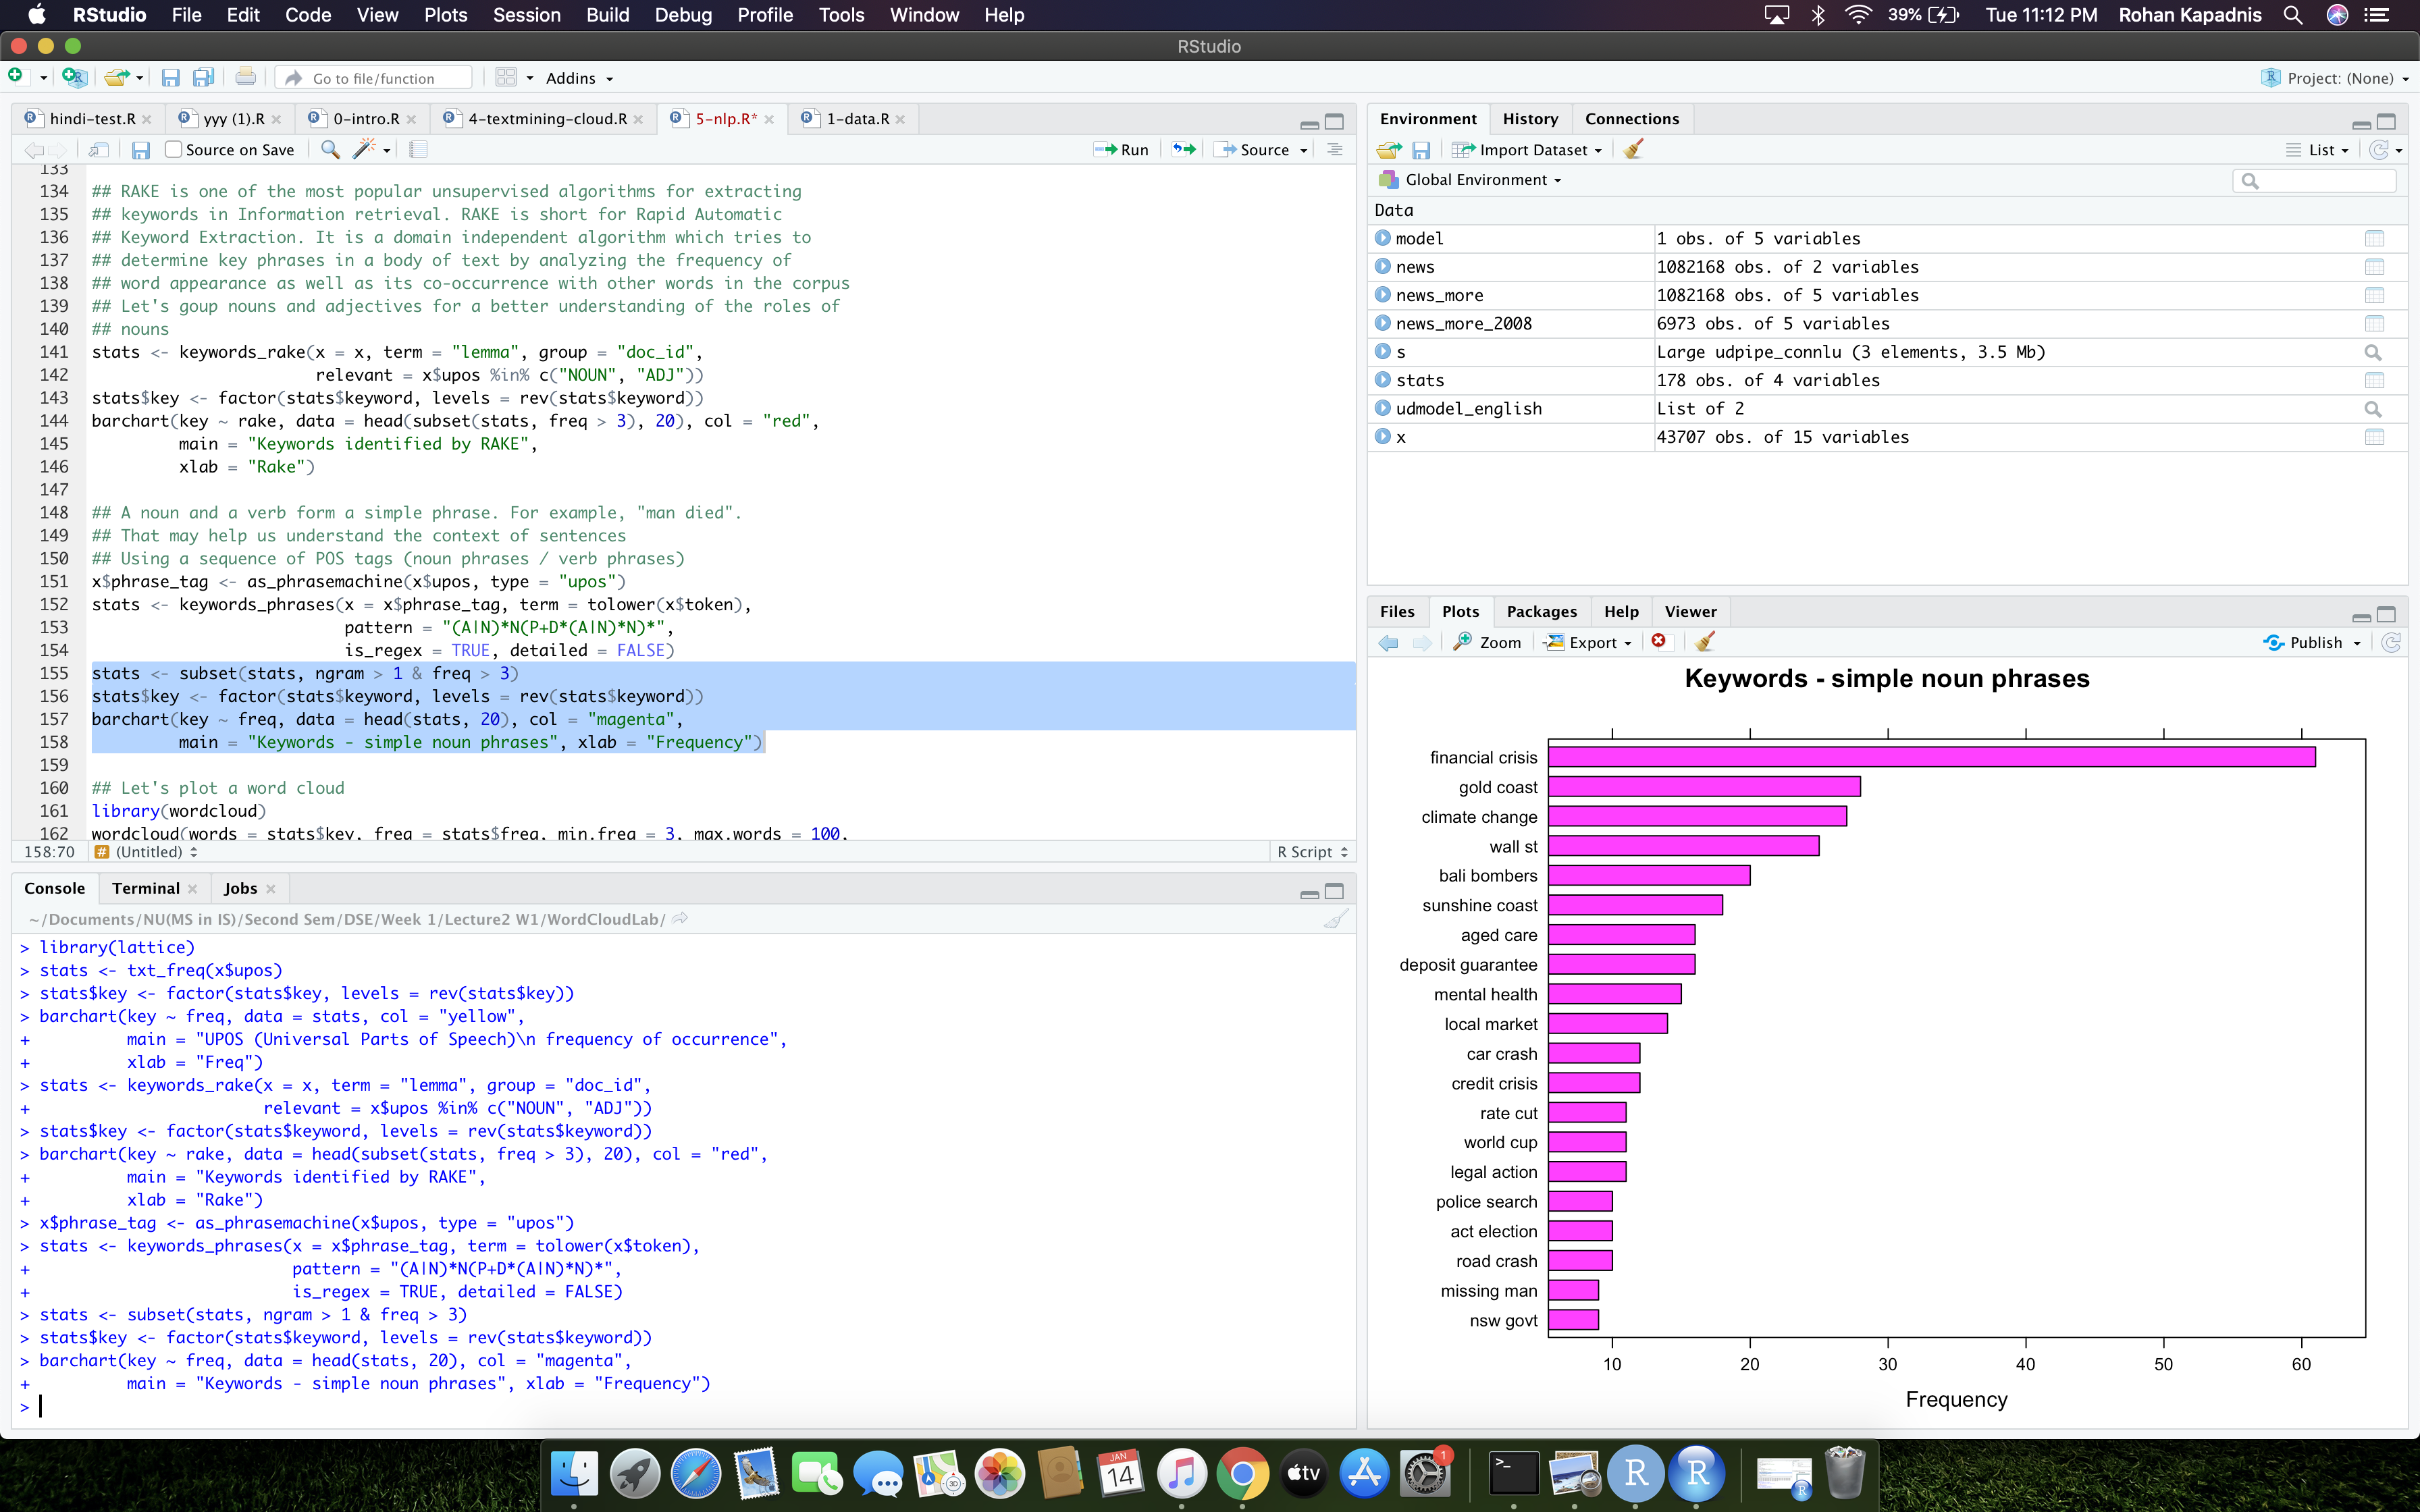 RStudio File Edit Code View Plots Session Build Debug Profile Tools Window Help 39% Tue 11:12 PM Rohan Kapadnis
RStudio
Go to file/function Addins Project: (None)
hindi-test.R yyy (1).R 0-intro.R 4-textmining-cloud.R 5-nlp.R* 1-data.R
Source on Save Run Source
133
134 ## RAKE is one of the most popular unsupervised algorithms for extracting
135 ## keywords in Information retrieval. RAKE is short for Rapid Automatic
136 ## Keyword Extraction. It is a domain independent algorithm which tries to
137 ## determine key phrases in a body of text by analyzing the frequency of
138 ## word appearance as well as its co-occurrence with other words in the corpus
139 ## Let's goup nouns and adjectives for a better understanding of the roles of
140 ## nouns
141 stats <- keywords_rake(x = x, term = "lemma", group = "doc_id",
142 relevant = x$upos %in% c("NOUN", "ADJ"))
143 stats$key <- factor(stats$keyword, levels = rev(stats$keyword))
144 barchart(key ~ rake, data = head(subset(stats, freq > 3), 20), col = "red",
145 main = "Keywords identified by RAKE",
146 xlab = "Rake")
147
148 ## A noun and a verb form a simple phrase. For example, "man died".
149 ## That may help us understand the context of sentences
150 ## Using a sequence of POS tags (noun phrases / verb phrases)
151 x$phrase_tag <- as_phrasemachine(x$upos, type = "upos")
152 stats <- keywords_phrases(x = x$phrase_tag, term = tolower(x$token),
153 pattern = "(A|N)*N(P+D*(A|N)*N)*",
154 is_regex = TRUE, detailed = FALSE)
155 stats <- subset(stats, ngram > 1 & freq > 3)
156 stats$key <- factor(stats$keyword, levels = rev(stats$keyword))
157 barchart(key ~ freq, data = head(stats, 20), col = "magenta",
158 main = "Keywords - simple noun phrases", xlab = "Frequency")
159
160 ## Let's plot a word cloud
161 library(wordcloud)
162 wordcloud(words = stats$key, freq = stats$freq, min.freq = 3, max.words = 100,
158:70 # (Untitled) R Script
Console Terminal Jobs
~/Documents/NU(MS in IS)/Second Sem/DSE/Week 1/Lecture2 W1/WordCloudLab/
> library(lattice)
> stats <- txt_freq(x$upos)
> stats$key <- factor(stats$key, levels = rev(stats$key))
> barchart(key ~ freq, data = stats, col = "yellow",
+ main = "UPOS (Universal Parts of Speech)\n frequency of occurrence",
+ xlab = "Freq")
> stats <- keywords_rake(x = x, term = "lemma", group = "doc_id",
+ relevant = x$upos %in% c("NOUN", "ADJ"))
> stats$key <- factor(stats$keyword, levels = rev(stats$keyword))
> barchart(key ~ rake, data = head(subset(stats, freq > 3), 20), col = "red",
+ main = "Keywords identified by RAKE",
+ xlab = "Rake")
> x$phrase_tag <- as_phrasemachine(x$upos, type = "upos")
> stats <- keywords_phrases(x = x$phrase_tag, term = tolower(x$token),
+ pattern = "(A|N)*N(P+D*(A|N)*N)*",
+ is_regex = TRUE, detailed = FALSE)
> stats <- subset(stats, ngram > 1 & freq > 3)
> stats$key <- factor(stats$keyword, levels = rev(stats$keyword))
> barchart(key ~ freq, data = head(stats, 20), col = "magenta",
+ main = "Keywords - simple noun phrases", xlab = "Frequency")
>
Environment History Connections
Import Dataset List
Global Environment
Data
model 1 obs. of 5 variables
news 1082168 obs. of 2 variables
news_more 1082168 obs. of 5 variables
news_more_2008 6973 obs. of 5 variables
s Large udpipe_connlu (3 elements, 3.5 Mb)
stats 178 obs. of 4 variables
udmodel_english List of 2
x 43707 obs. of 15 variables
Files Plots Packages Help Viewer
Zoom Export Publish
Keywords - simple noun phrases
financial crisis
gold coast
climate change
wall st
bali bombers
sunshine coast
aged care
deposit guarantee
mental health
local market
car crash
credit crisis
rate cut
world cup
legal action
police search
act election
road crash
missing man
nsw govt
10 20 30 40 50 60
Frequency
JAN
14
tv
1
>_
R
R